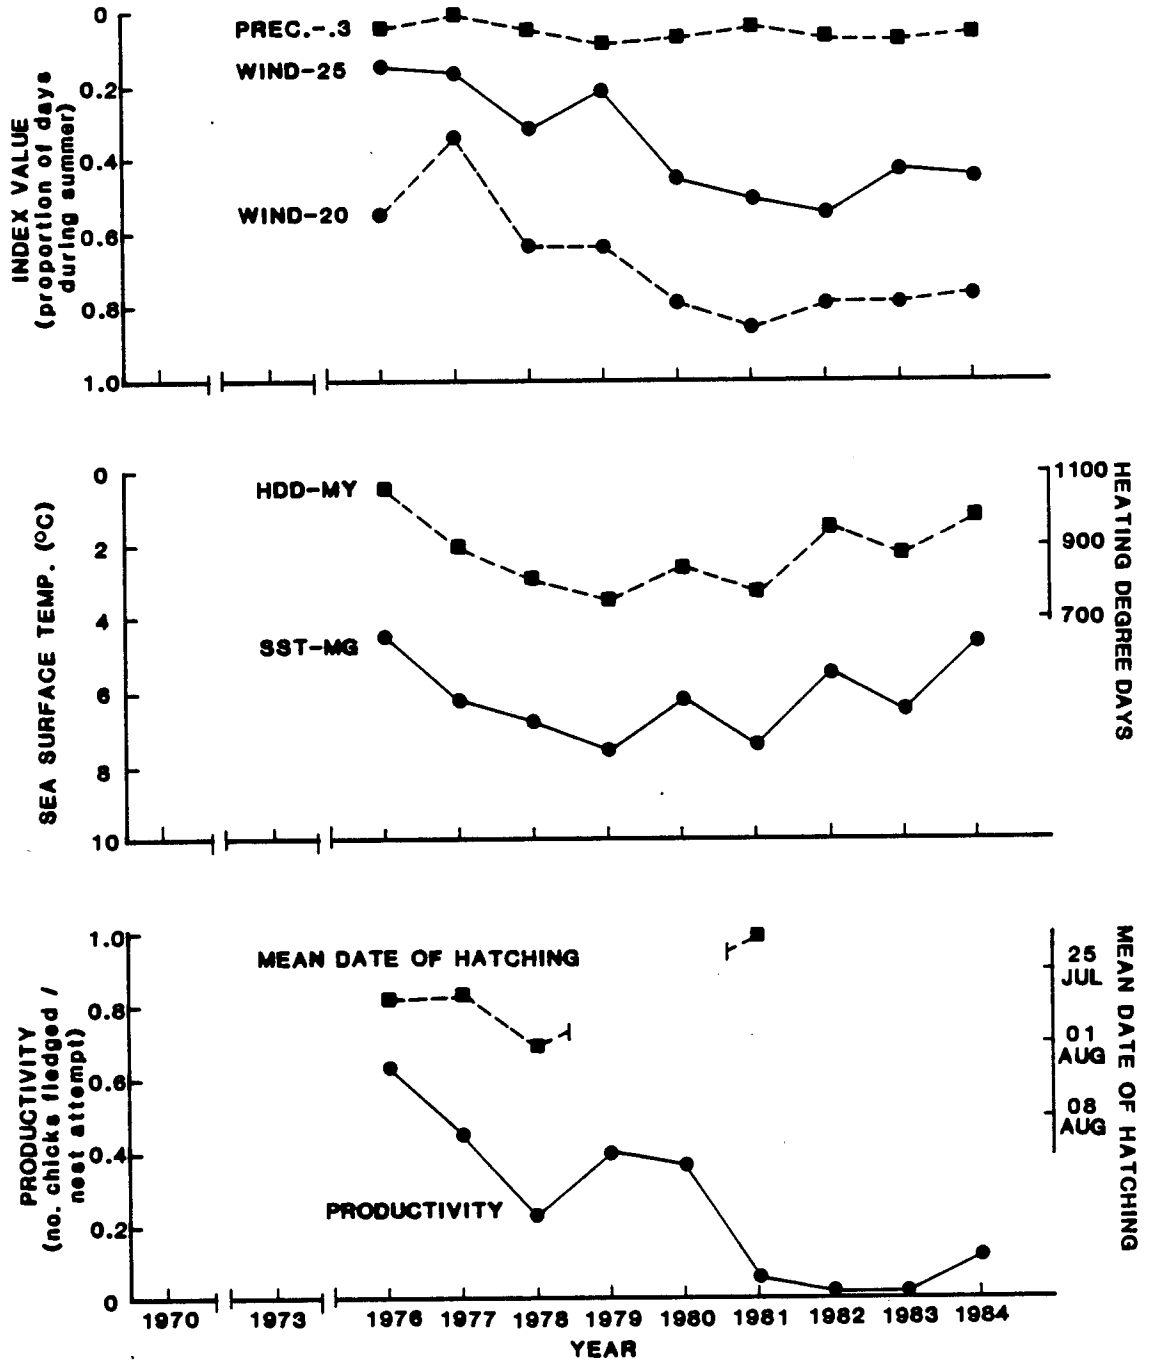 INDEX VALUE
(proportion of days
during summer)
0
0.2
0.4
0.6
0.8
1.0
PREC.-.3
WIND-25
WIND-20
SEA SURFACE TEMP. (°C)
0
2
4
6
8
10
HDD-MY
SST-MG
1100
900
700
HEATING DEGREE DAYS
PRODUCTIVITY
(no. chicks fledged /
nest attempt)
1.0
0.8
0.6
0.4
0.2
0
MEAN DATE OF HATCHING
PRODUCTIVITY
25
JUL
01
AUG
08
AUG
MEAN DATE OF HATCHING
1970 1973 1976 1977 1978 1979 1980 1981 1982 1983 1984
YEAR